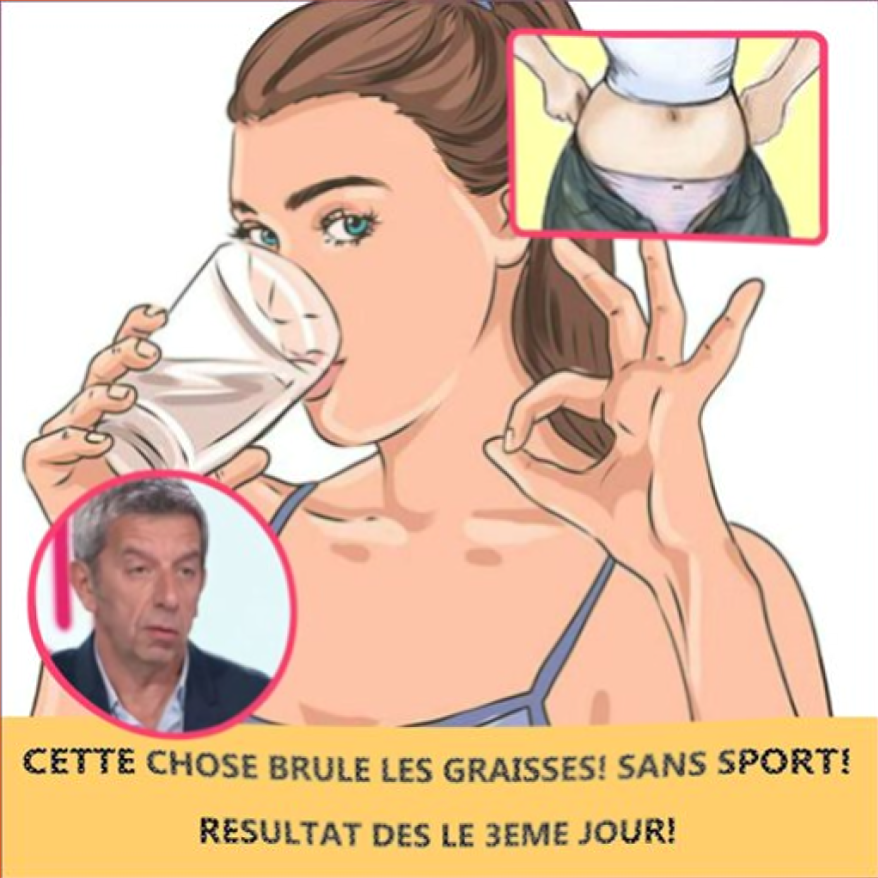 CETTE CHOSE BRULE LES GRAISSES! SANS SPORT!
RESULTAT DES LE 3EME JOUR!